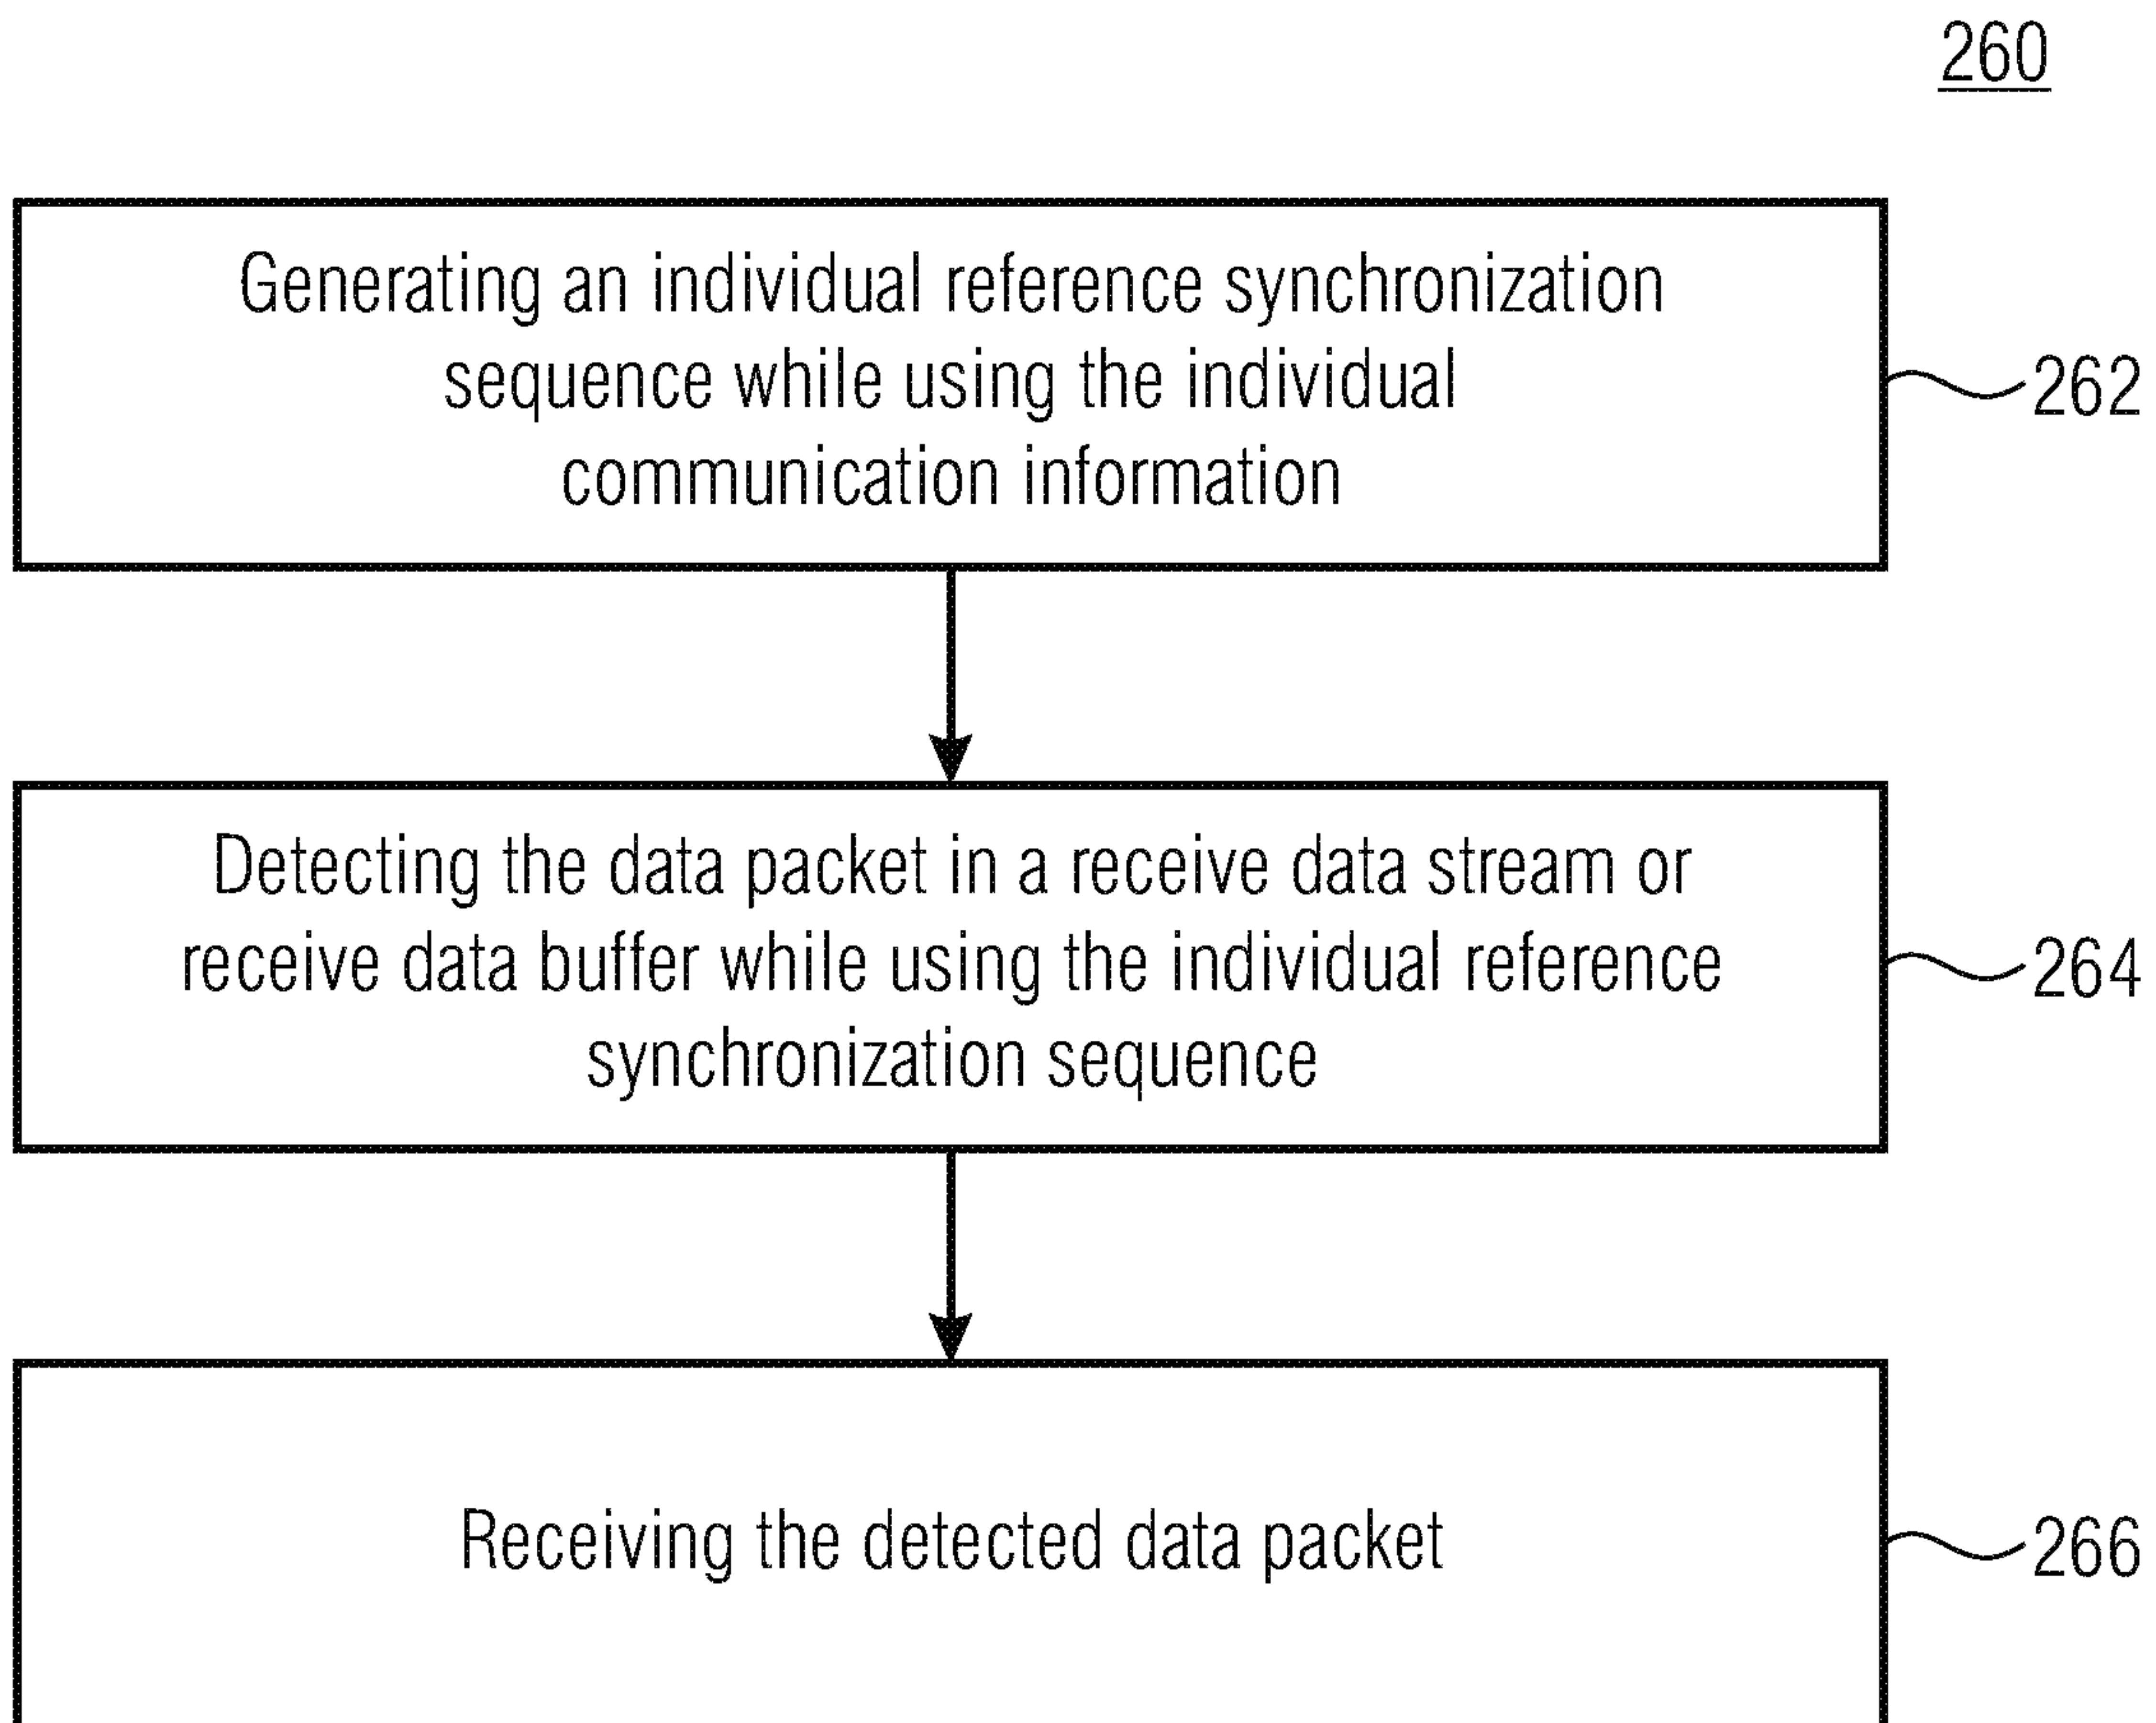 260
Generating an individual reference synchronization
sequence while using the individual
communication information
262
Detecting the data packet in a receive data stream or
receive data buffer while using the individual reference
synchronization sequence
264
Receiving the detected data packet
266